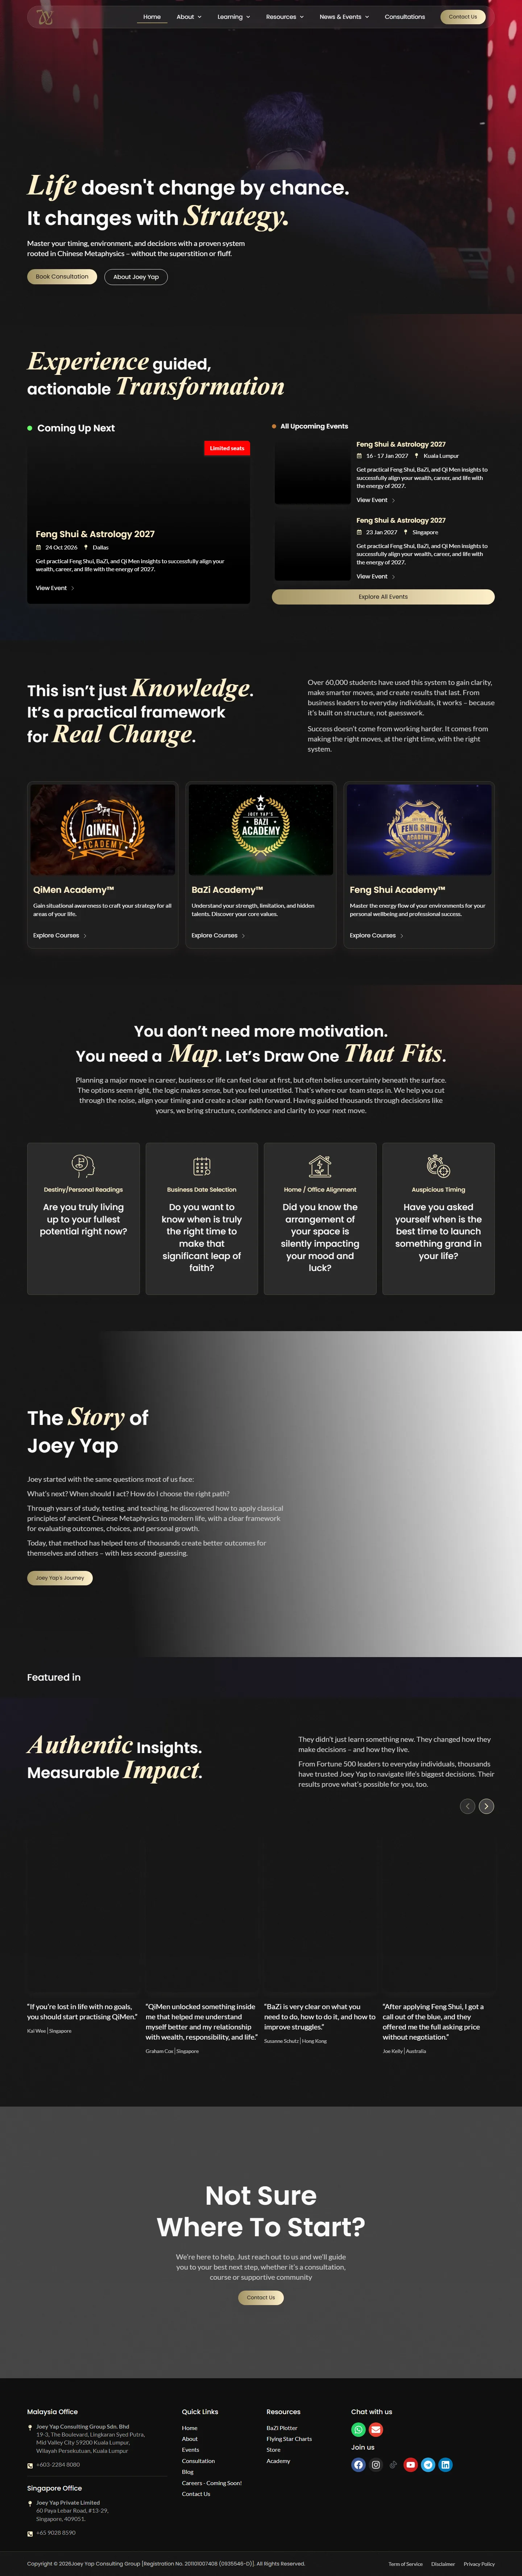 Home
About
Learning
Resources
News & Events
Consultations
Contact Us
Life doesn't change by chance.
It changes with Strategy.
Master your timing, environment, and decisions with a proven system
rooted in Chinese Metaphysics – without the superstition or fluff.
Book Consultation
About Joey Yap
Experience guided,
actionable Transformation
Coming Up Next
Limited seats
Feng Shui & Astrology 2027
24 Oct 2026 Dallas
Get practical Feng Shui, BaZi, and Qi Men insights to successfully align your
wealth, career, and life with the energy of 2027.
View Event
All Upcoming Events
Feng Shui & Astrology 2027
16 - 17 Jan 2027 Kuala Lumpur
Get practical Feng Shui, BaZi, and Qi Men insights to
successfully align your wealth, career, and life with
the energy of 2027.
View Event
Feng Shui & Astrology 2027
23 Jan 2027 Singapore
Get practical Feng Shui, BaZi, and Qi Men insights to
successfully align your wealth, career, and life with
the energy of 2027.
View Event
Explore All Events
This isn't just Knowledge.
It's a practical framework
for Real Change.
Over 60,000 students have used this system to gain clarity,
make smarter moves, and create results that last. From
business leaders to everyday individuals, it works – because
it's built on structure, not guesswork.
Success doesn't come from working harder. It comes from
making the right moves, at the right time, with the right
system.
JOEY YAP'S
QIMEN
ACADEMY
QiMen Academy™
Gain situational awareness to craft your strategy for all
areas of your life.
Explore Courses
JOEY YAP'S
BAZI
ACADEMY
BaZi Academy™
Understand your strength, limitation, and hidden
talents. Discover your core values.
Explore Courses
FENG SHUI
ACADEMY
Feng Shui Academy™
Master the energy flow of your environments for your
personal wellbeing and professional success.
Explore Courses
You don't need more motivation.
You need a Map. Let's Draw One That Fits.
Planning a major move in career, business or life can feel clear at first, but often belies uncertainty beneath the surface.
The options seem right, the logic makes sense, but you feel unsettled. That's where our team steps in. We help you cut
through the noise, align your timing and create a clear path forward. Having guided thousands through decisions like
yours, we bring structure, confidence and clarity to your next move.
Destiny/Personal Readings
Are you truly living
up to your fullest
potential right now?
Business Date Selection
Do you want to
know when is truly
the right time to
make that
significant leap of
faith?
Home / Office Alignment
Did you know the
arrangement of
your space is
silently impacting
your mood and
luck?
Auspicious Timing
Have you asked
yourself when is the
best time to launch
something grand in
your life?
The Story of
Joey Yap
Joey started with the same questions most of us face:
What's next? When should I act? How do I choose the right path?
Through years of study, testing, and teaching, he discovered how to apply classical
principles of ancient Chinese Metaphysics to modern life, with a clear framework
for evaluating outcomes, choices, and personal growth.
Today, that method has helped tens of thousands create better outcomes for
themselves and others – with less second-guessing.
Joey Yap's Journey
Featured in
Authentic Insights.
Measurable Impact.
They didn't just learn something new. They changed how they
make decisions – and how they live.
From Fortune 500 leaders to everyday individuals, thousands
have trusted Joey Yap to navigate life's biggest decisions. Their
results prove what's possible for you, too.
"If you're lost in life with no goals,
you should start practising QiMen."
Kai Wee | Singapore
"QiMen unlocked something inside
me that helped me understand
myself better and my relationship
with wealth, responsibility, and life."
Graham Cox | Singapore
"BaZi is very clear on what you
need to do, how to do it, and how to
improve struggles."
Susanne Schutz | Hong Kong
"After applying Feng Shui, I got a
call out of the blue, and they
offered me the full asking price
without negotiation."
Joe Kelly | Australia
Not Sure
Where To Start?
We're here to help. Just reach out to us and we'll guide
you to your best next step, whether it's a consultation,
course or supportive community
Contact Us
Malaysia Office
Joey Yap Consulting Group Sdn. Bhd
19-3, The Boulevard, Lingkaran Syed Putra,
Mid Valley City 59200 Kuala Lumpur,
Wilayah Persekutuan, Kuala Lumpur
+603-2284 8080
Singapore Office
Joey Yap Private Limited
60 Paya Lebar Road, #13-29,
Singapore, 409051.
+65 9028 8590
Quick Links
Home
About
Events
Consultation
Blog
Careers - Coming Soon!
Contact Us
Resources
BaZi Plotter
Flying Star Charts
Store
Academy
Chat with us
Join us
Copyright © 2026Joey Yap Consulting Group [Registration No. 201101007408 (0935546-D)]. All Rights Reserved.
Term of Service
Disclaimer
Privacy Policy